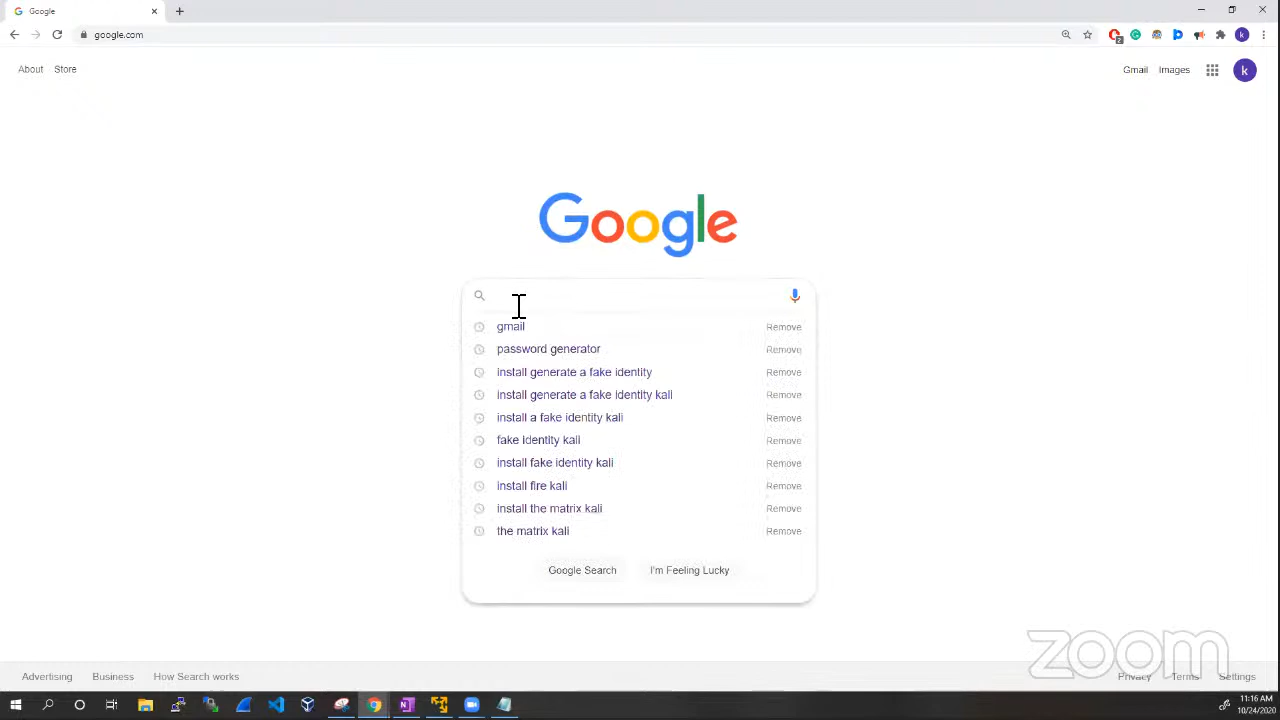 Google
google.com
2
k
About Store
Gmail Images
k
Google
gmail Remove
password generator Remove
install generate a fake identity Remove
install generate a fake identity kali Remove
install a fake identity kali Remove
fake identity kali Remove
install fake identity kali Remove
install fire kali Remove
install the matrix kali Remove
the matrix kali Remove
Google Search I'm Feeling Lucky
zoom
Advertising Business How Search works Privacy Terms Settings
11:16 AM
10/24/2020